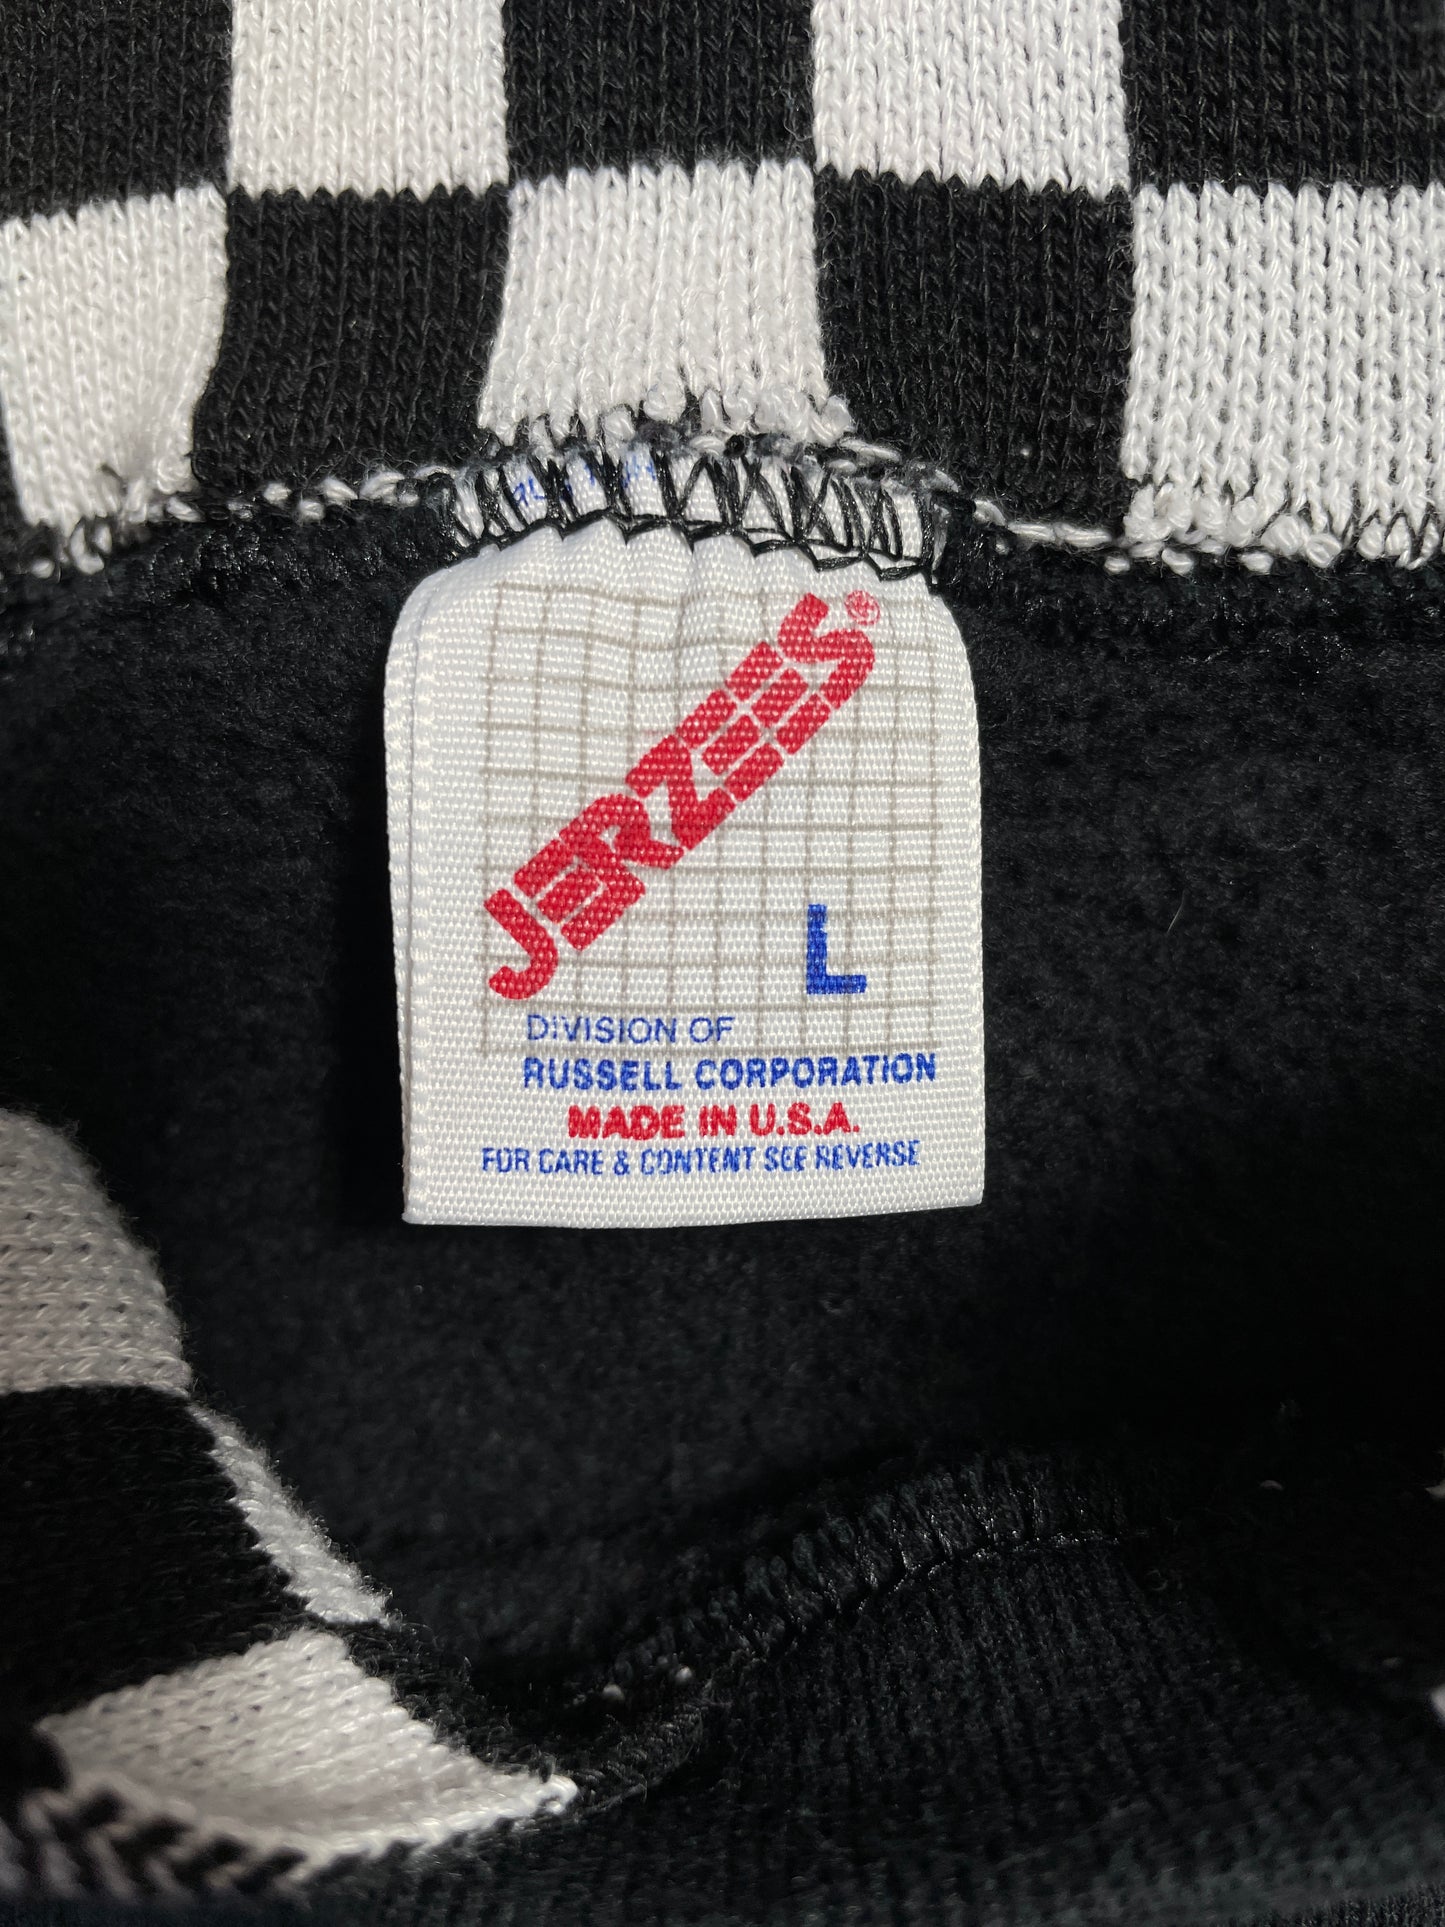 JERZEES®
L
DIVISION OF
RUSSELL CORPORATION
MADE IN U.S.A.
FOR CARE & CONTENT SEE REVERSE